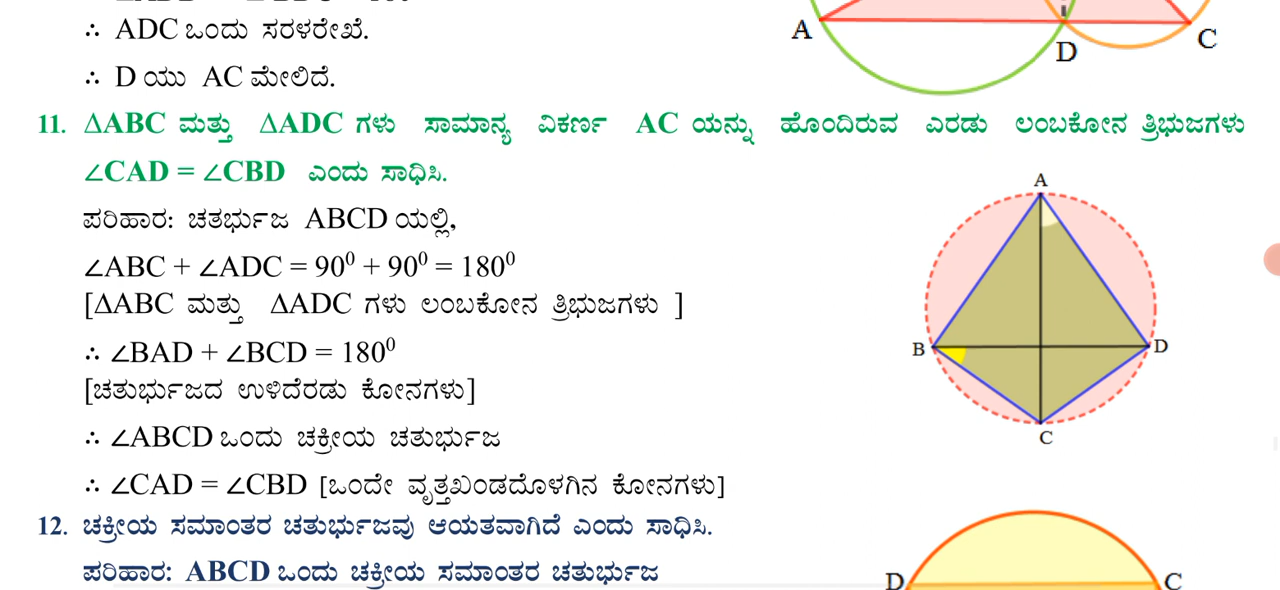 ∴ ADC ಒಂದು ಸರಳರೇಖೆ.
∴ D ಯು AC ಮೇಲಿದೆ.
A
D
C
11. ΔABC ಮತ್ತು ΔADC ಗಳು ಸಾಮಾನ್ಯ ವಿಕರ್ಣ AC ಯನ್ನು ಹೊಂದಿರುವ ಎರಡು ಲಂಬಕೋನ ತ್ರಿಭುಜಗಳು
∠CAD = ∠CBD ಎಂದು ಸಾಧಿಸಿ.
ಪರಿಹಾರ: ಚತರ್ಭುಜ ABCD ಯಲ್ಲಿ,
∠ABC + ∠ADC = 90⁰ + 90⁰ = 180⁰
[ΔABC ಮತ್ತು ΔADC ಗಳು ಲಂಬಕೋನ ತ್ರಿಭುಜಗಳು ]
∴ ∠BAD + ∠BCD = 180⁰
[ಚತುರ್ಭುಜದ ಉಳಿದೆರಡು ಕೋನಗಳು]
∴ ∠ABCD ಒಂದು ಚಕ್ರೀಯ ಚತುರ್ಭುಜ
∴ ∠CAD = ∠CBD [ಒಂದೇ ವೃತ್ತಖಂಡದೊಳಗಿನ ಕೋನಗಳು]
A
B
D
C
12. ಚಕ್ರೀಯ ಸಮಾಂತರ ಚತುರ್ಭುಜವು ಆಯತವಾಗಿದೆ ಎಂದು ಸಾಧಿಸಿ.
ಪರಿಹಾರ: ABCD ಒಂದು ಚಕ್ರೀಯ ಸಮಾಂತರ ಚತುರ್ಭುಜ
D
C